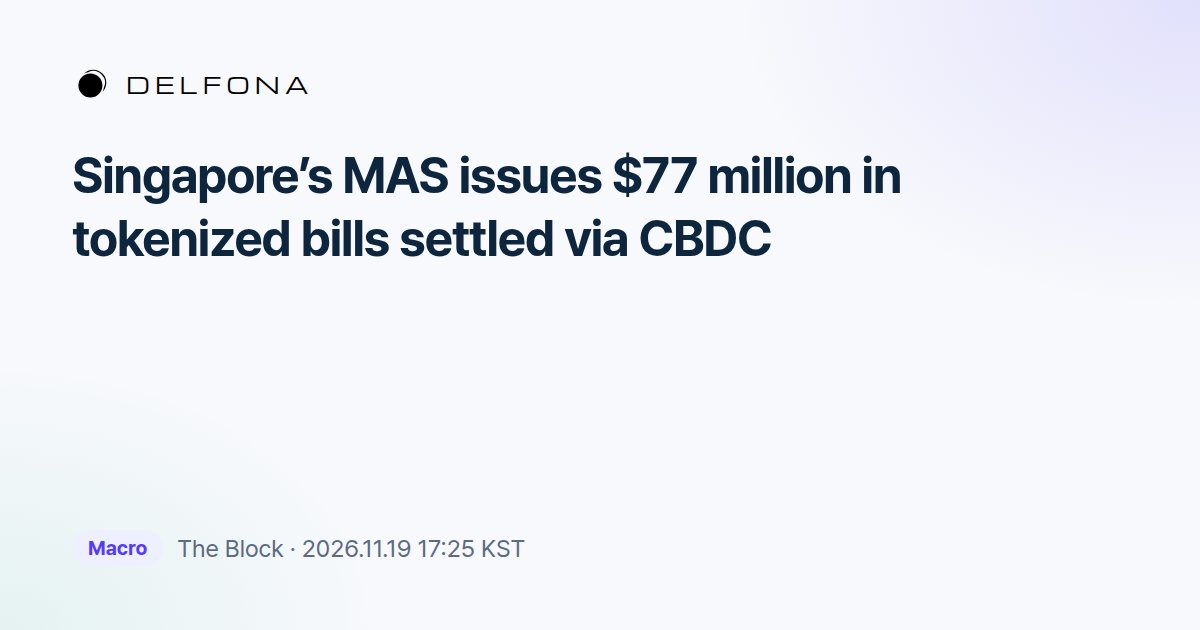 DELFONA
Singapore’s MAS issues $77 million in
tokenized bills settled via CBDC
Macro The Block · 2026.11.19 17:25 KST